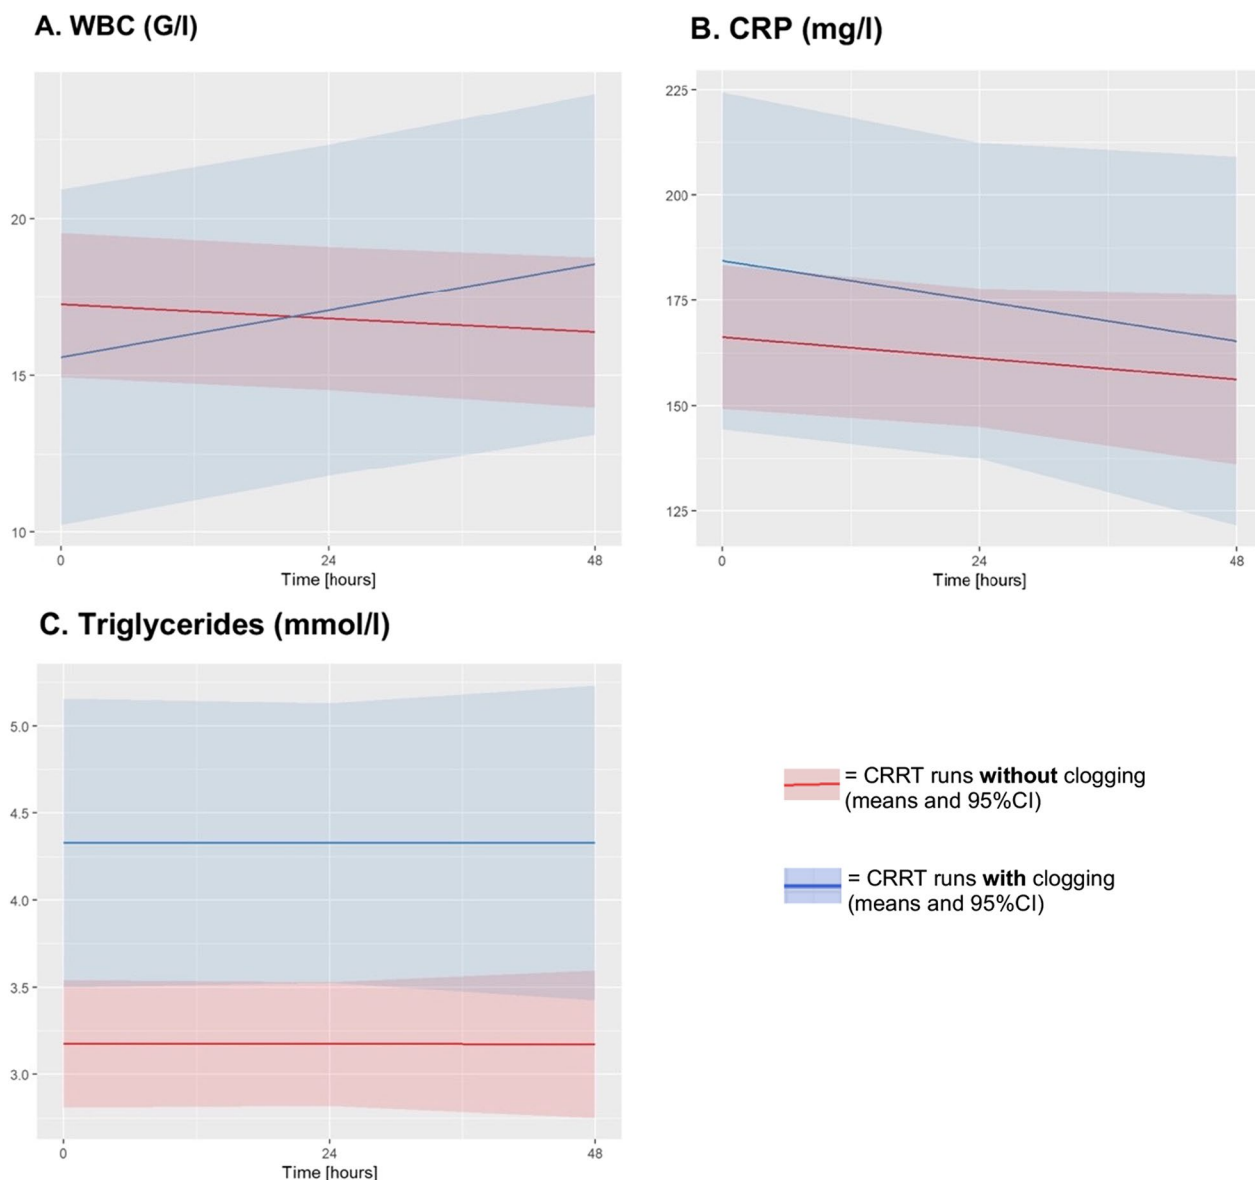 A. WBC (G/l)
20
15
10
0 24 48
Time [hours]
B. CRP (mg/l)
225
200
175
150
125
0 24 48
Time [hours]
C. Triglycerides (mmol/l)
5.0
4.5
4.0
3.5
3.0
0 24 48
Time [hours]
= CRRT runs without clogging
(means and 95%CI)
= CRRT runs with clogging
(means and 95%CI)